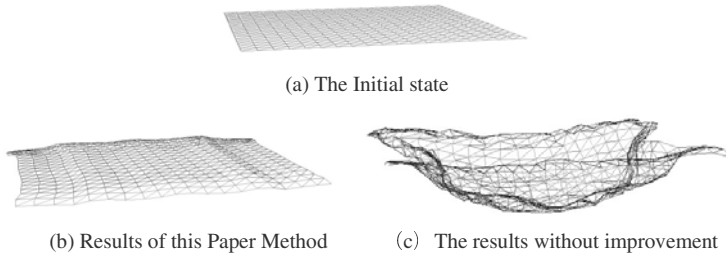 (a) The Initial state
(b) Results of this Paper Method
(c) The results without improvement